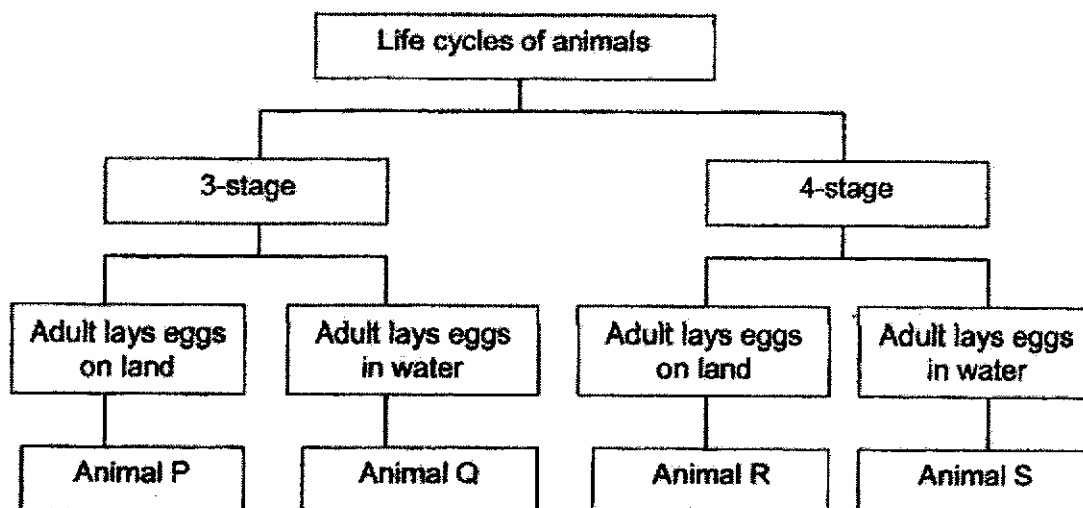 Life cycles of animals
3-stage
4-stage
Adult lays eggs
on land
Adult lays eggs
in water
Adult lays eggs
on land
Adult lays eggs
in water
Animal P
Animal Q
Animal R
Animal S